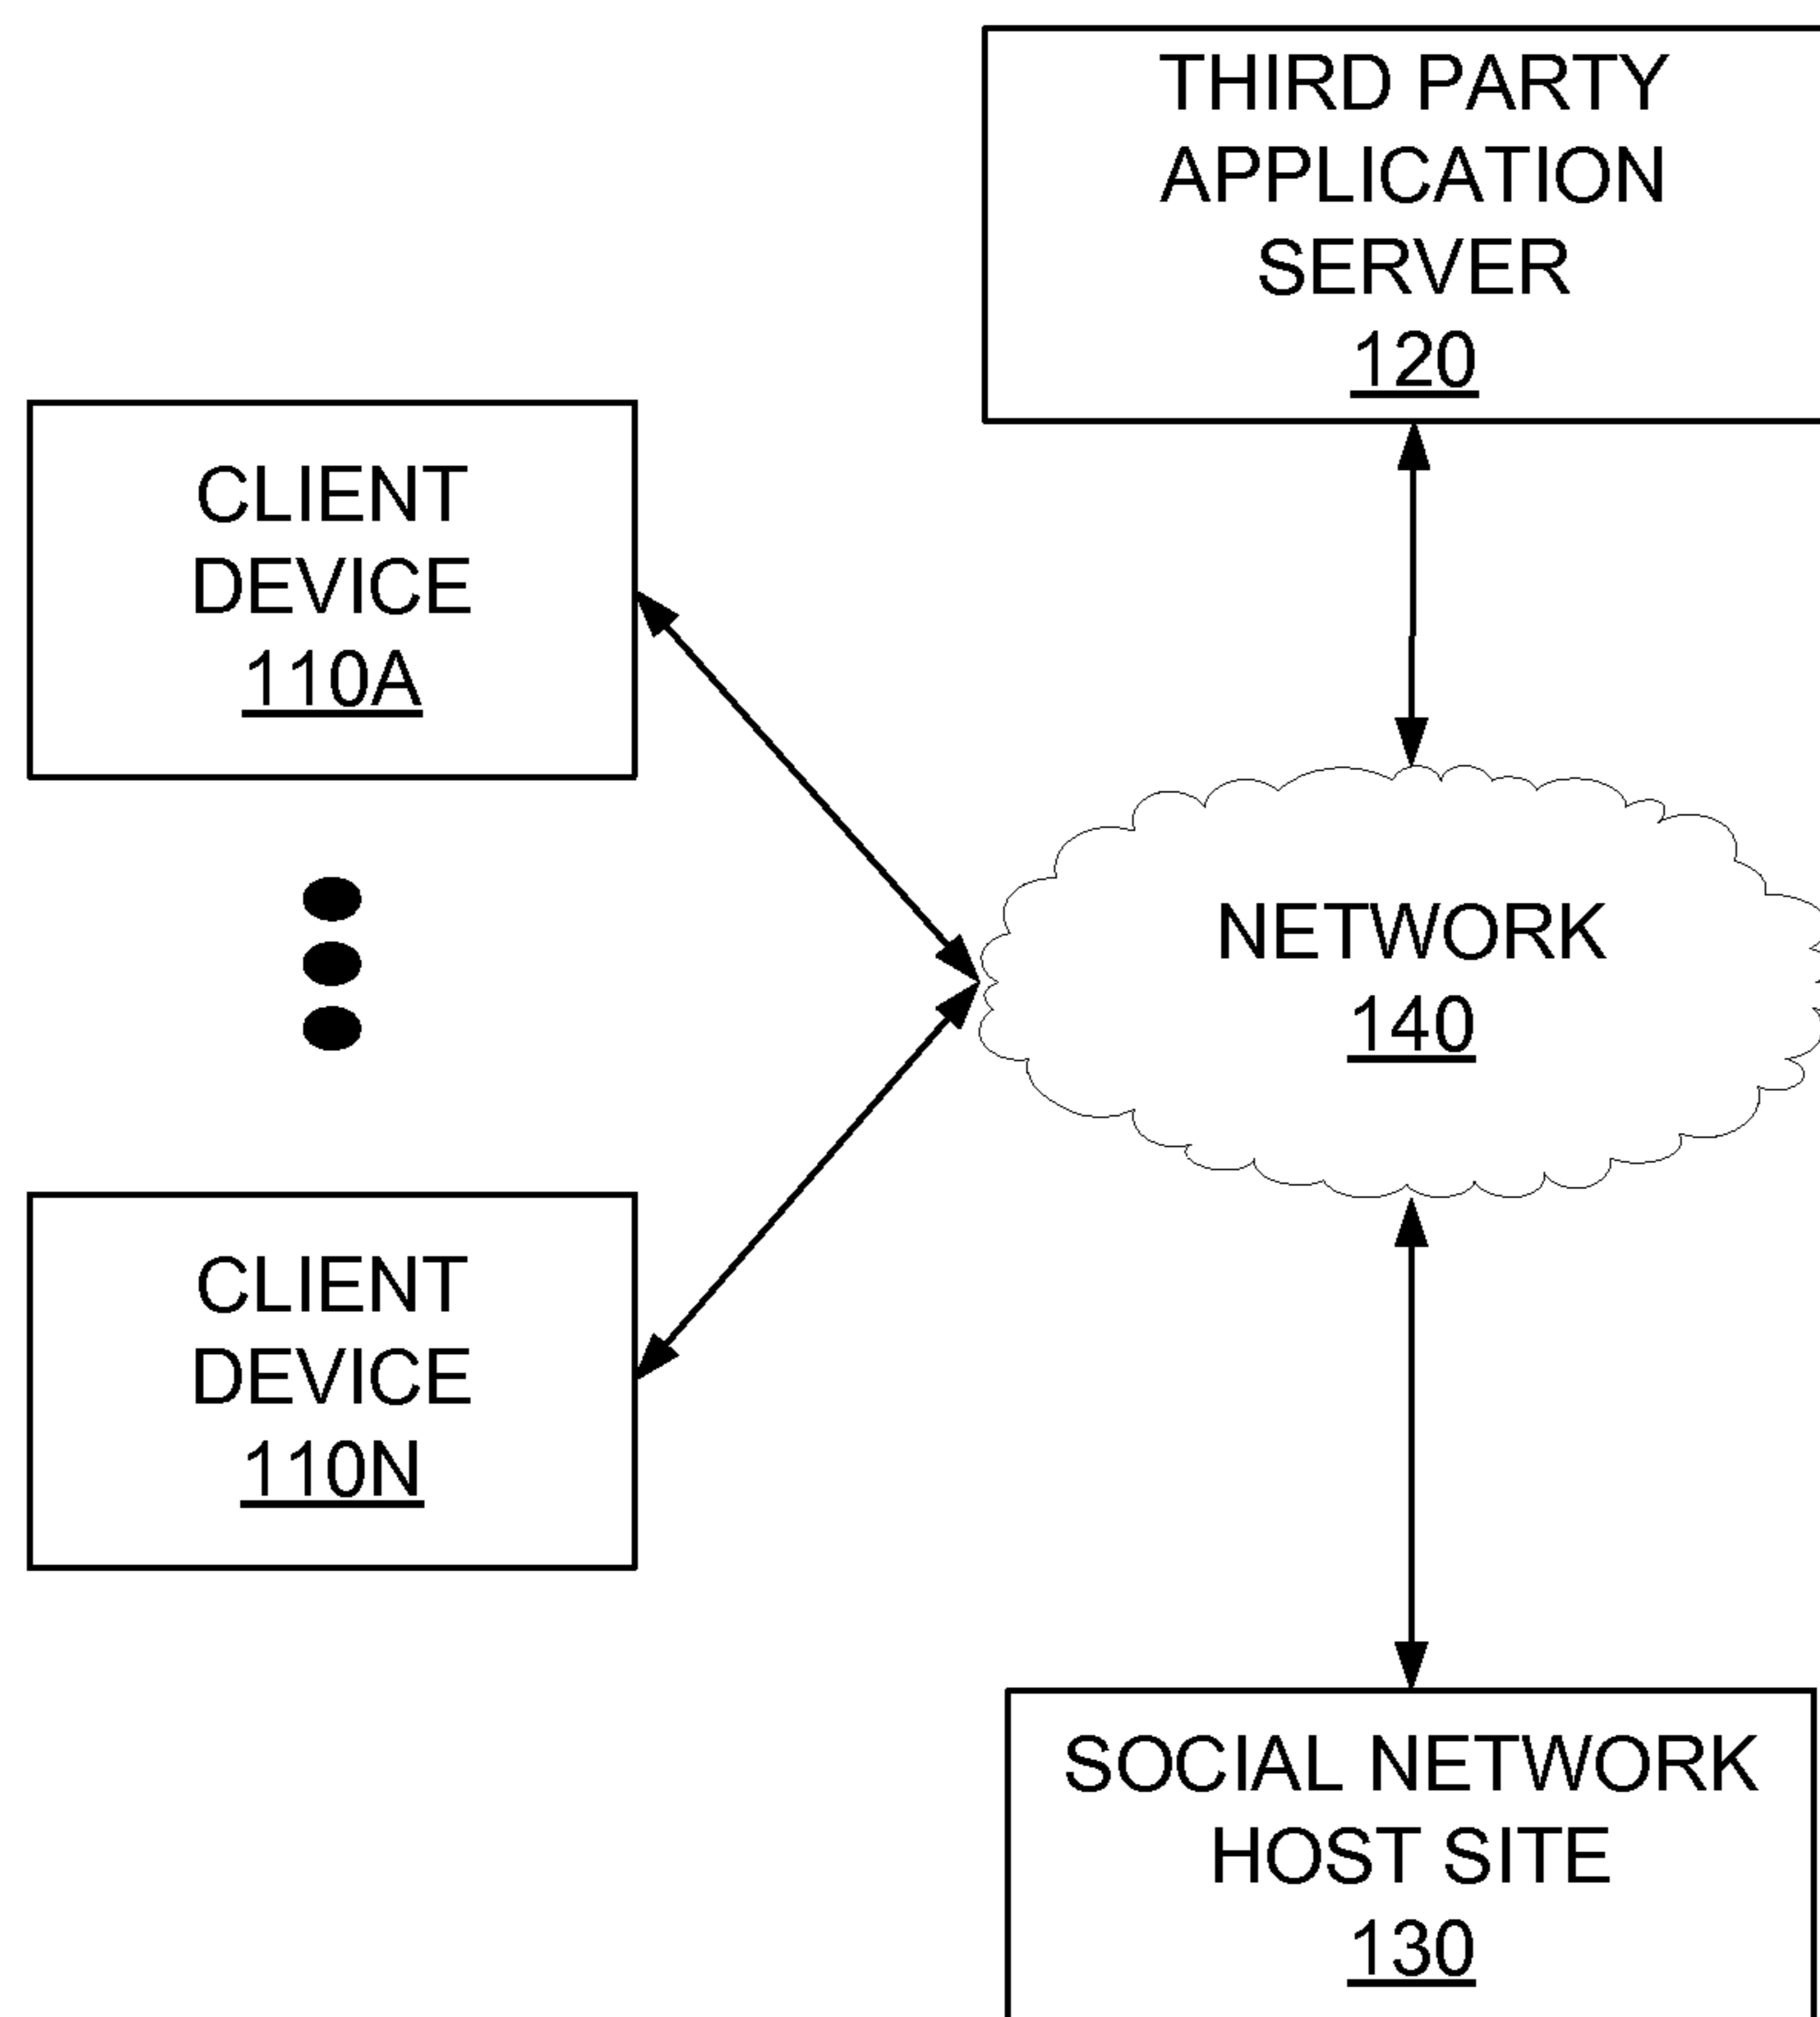 THIRD PARTY
APPLICATION
SERVER
120
CLIENT
DEVICE
110A
NETWORK
140
CLIENT
DEVICE
110N
SOCIAL NETWORK
HOST SITE
130